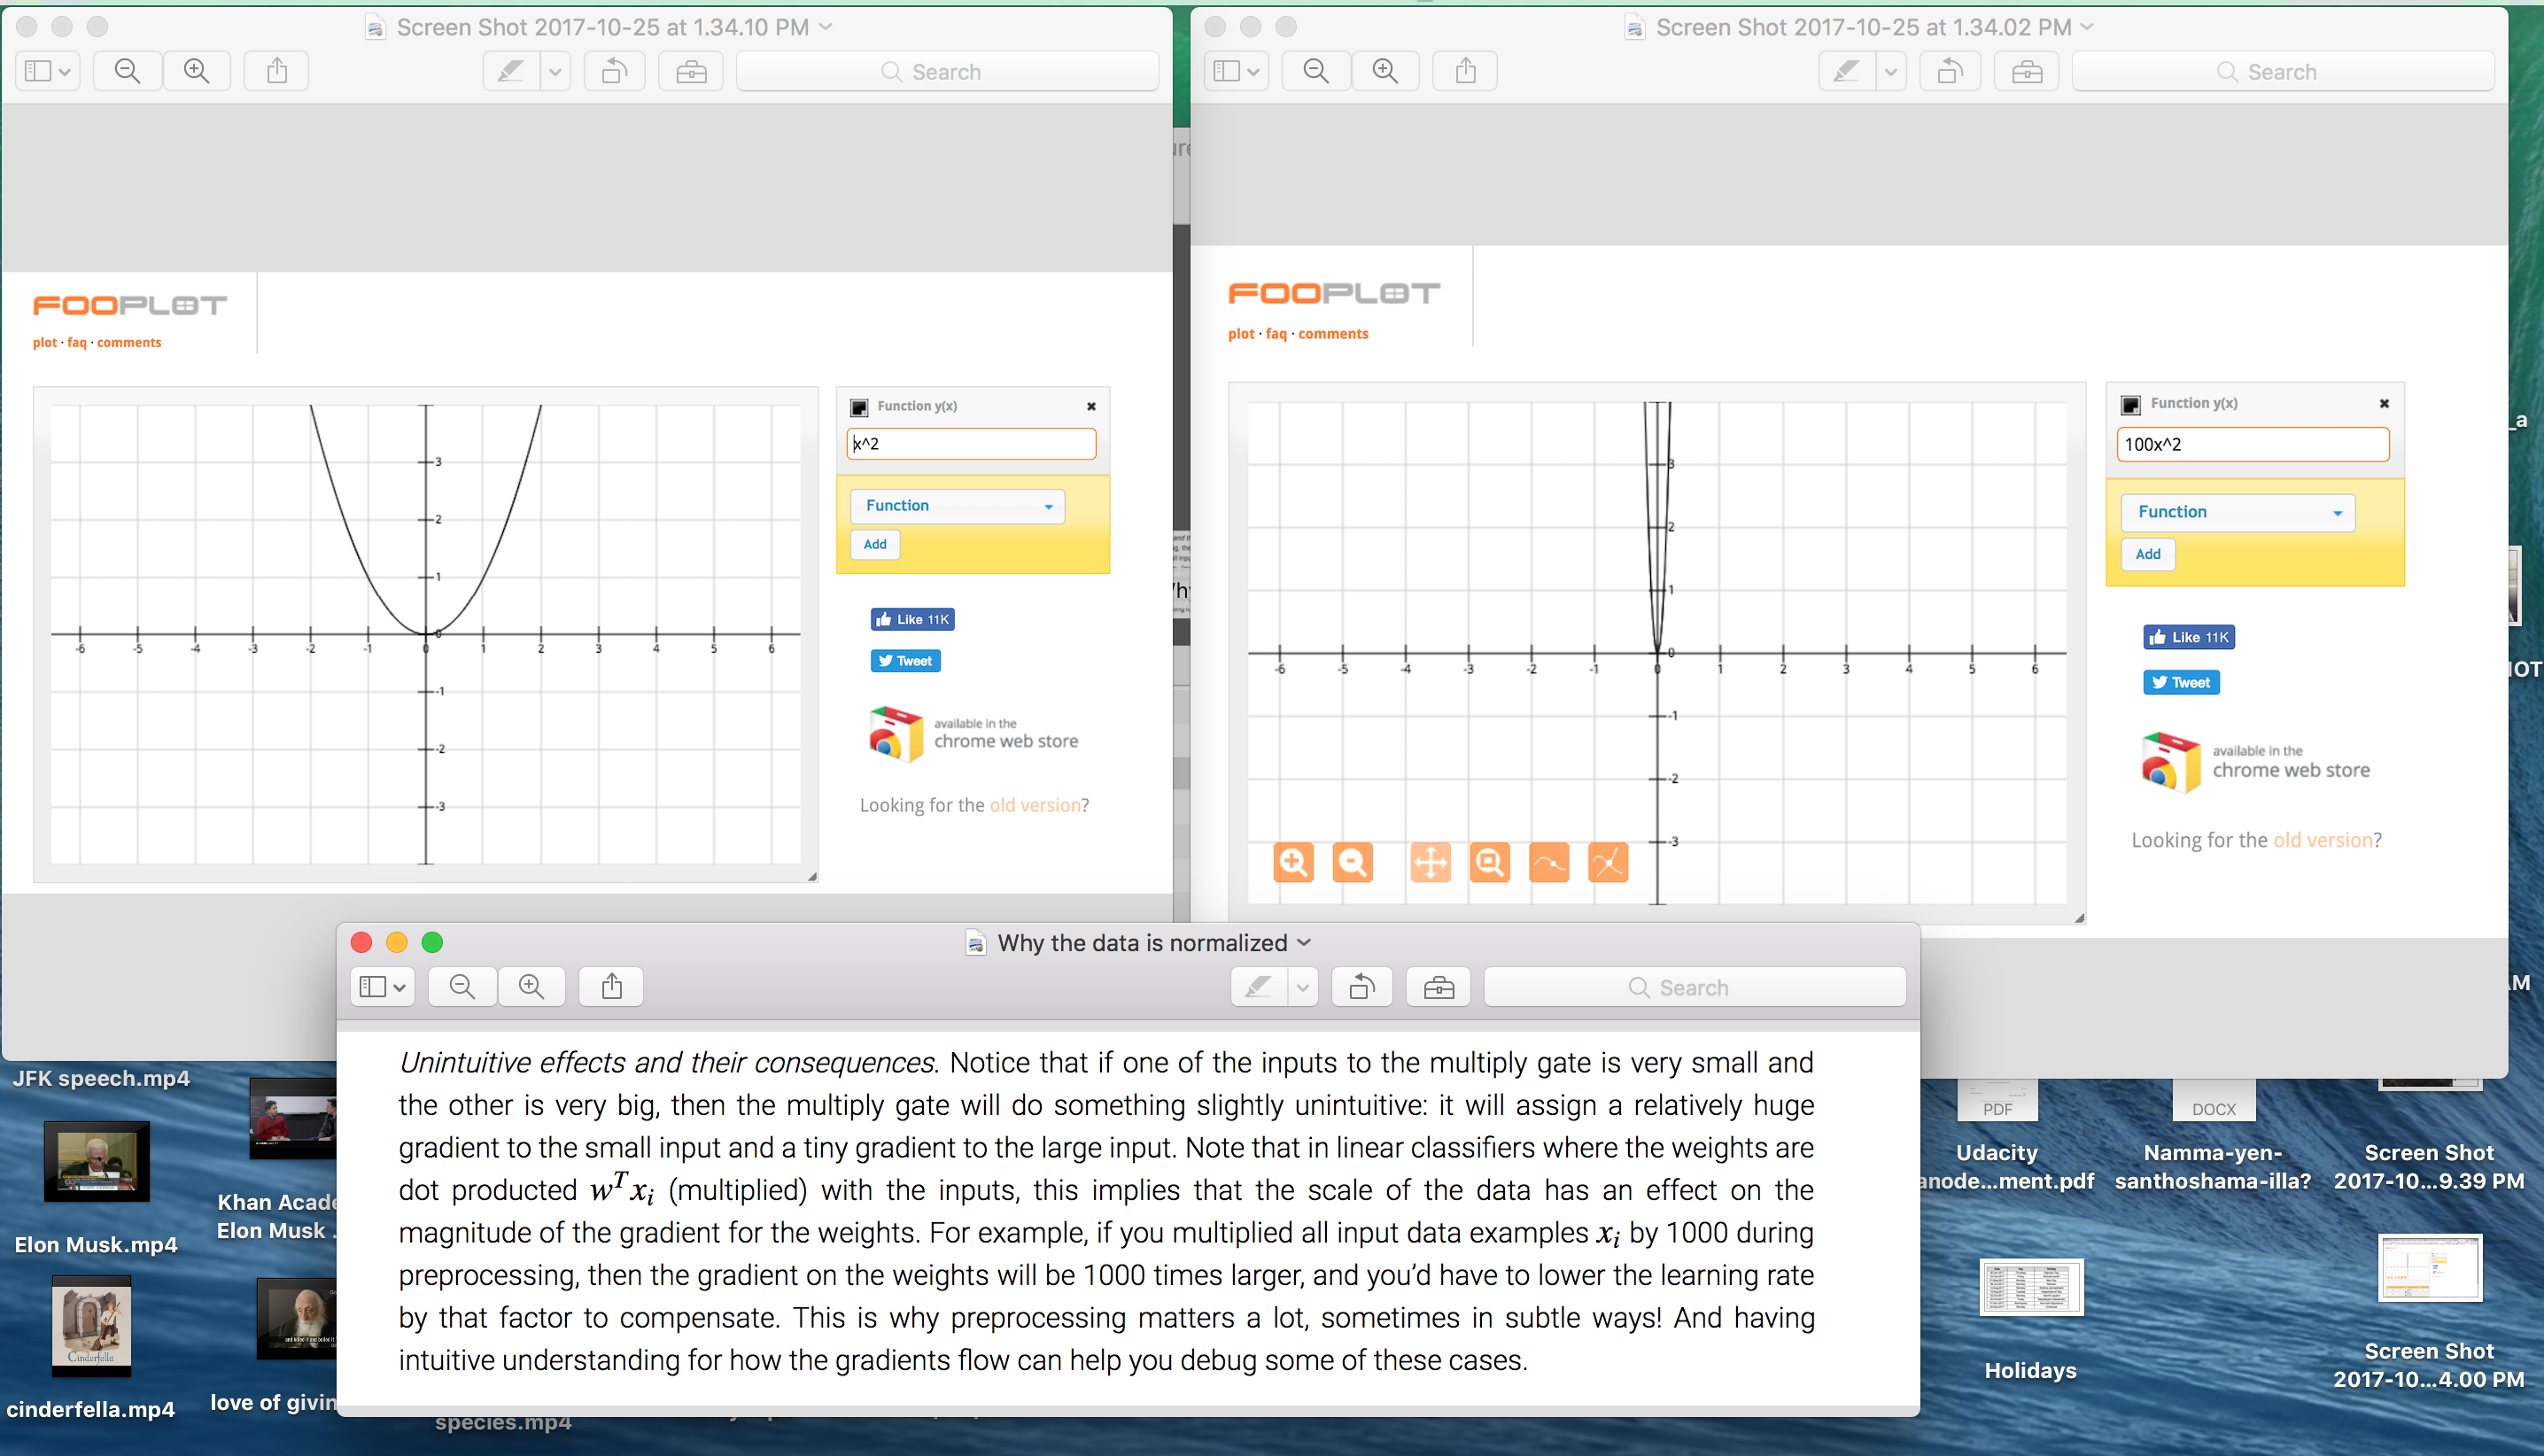 Screen Shot 2017-10-25 at 1.34.10 PM
Search
FOOPLOT
plot · faq · comments
3
2
1
0
-6 -5 -4 -3 -2 -1 0 1 2 3 4 5 6
-1
-2
-3
Function y(x)
x^2
Function
Add
Like 11K
Tweet
available in the
chrome web store
Looking for the old version?
Screen Shot 2017-10-25 at 1.34.02 PM
Search
FOOPLOT
plot · faq · comments
3
2
1
0
-6 -5 -4 -3 -2 -1 0 1 2 3 4 5 6
-1
-2
-3
Function y(x)
100x^2
Function
Add
Like 11K
Tweet
available in the
chrome web store
Looking for the old version?
Why the data is normalized
Search
Unintuitive effects and their consequences. Notice that if one of the inputs to the multiply gate is very small and
the other is very big, then the multiply gate will do something slightly unintuitive: it will assign a relatively huge
gradient to the small input and a tiny gradient to the large input. Note that in linear classifiers where the weights are
dot producted w^T x_i (multiplied) with the inputs, this implies that the scale of the data has an effect on the
magnitude of the gradient for the weights. For example, if you multiplied all input data examples x_i by 1000 during
preprocessing, then the gradient on the weights will be 1000 times larger, and you'd have to lower the learning rate
by that factor to compensate. This is why preprocessing matters a lot, sometimes in subtle ways! And having
intuitive understanding for how the gradients flow can help you debug some of these cases.
JFK speech.mp4
Elon Musk.mp4
Khan Acade
Elon Musk .
Cinderfella
cinderfella.mp4
love of givin
species.mp4
PDF
Udacity
anode...ment.pdf
DOCX
Namma-yen-
santhoshama-illa?
Screen Shot
2017-10...9.39 PM
Holidays
Screen Shot
2017-10...4.00 PM
_a
IOT
AM